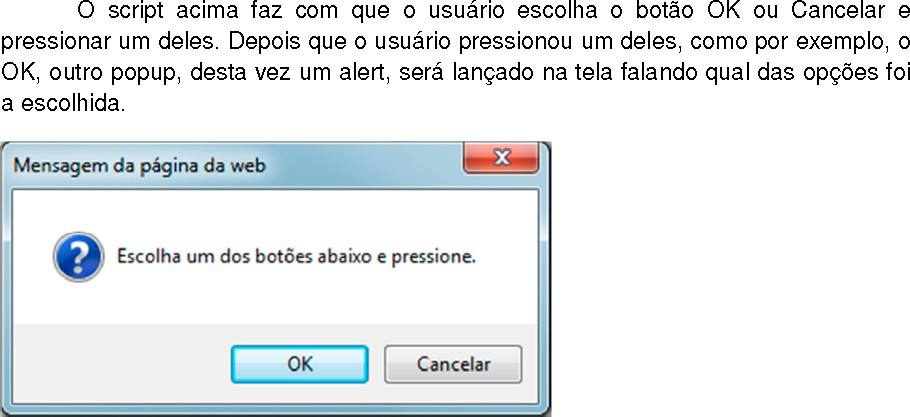 O script acima faz com que o usuário escolha o botão OK ou Cancelar e
pressionar um deles. Depois que o usuário pressionou um deles, como por exemplo, o
OK, outro popup, desta vez um alert, será lançado na tela falando qual das opções foi
a escolhida.
Mensagem da página da web
Escolha um dos botões abaixo e pressione.
OK Cancelar